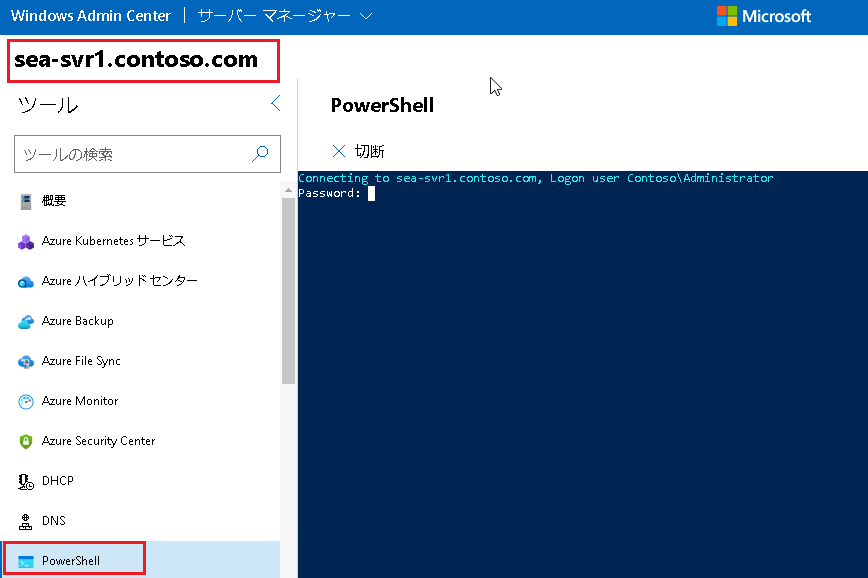 Windows Admin Center | サーバー マネージャー
Microsoft
sea-svr1.contoso.com
ツール
PowerShell
切断
ツールの検索
Connecting to sea-svr1.contoso.com, Logon user Contoso\Administrator
Password:
概要
Azure Kubernetes サービス
Azure ハイブリッド センター
Azure Backup
Azure File Sync
Azure Monitor
Azure Security Center
DHCP
DNS
PowerShell